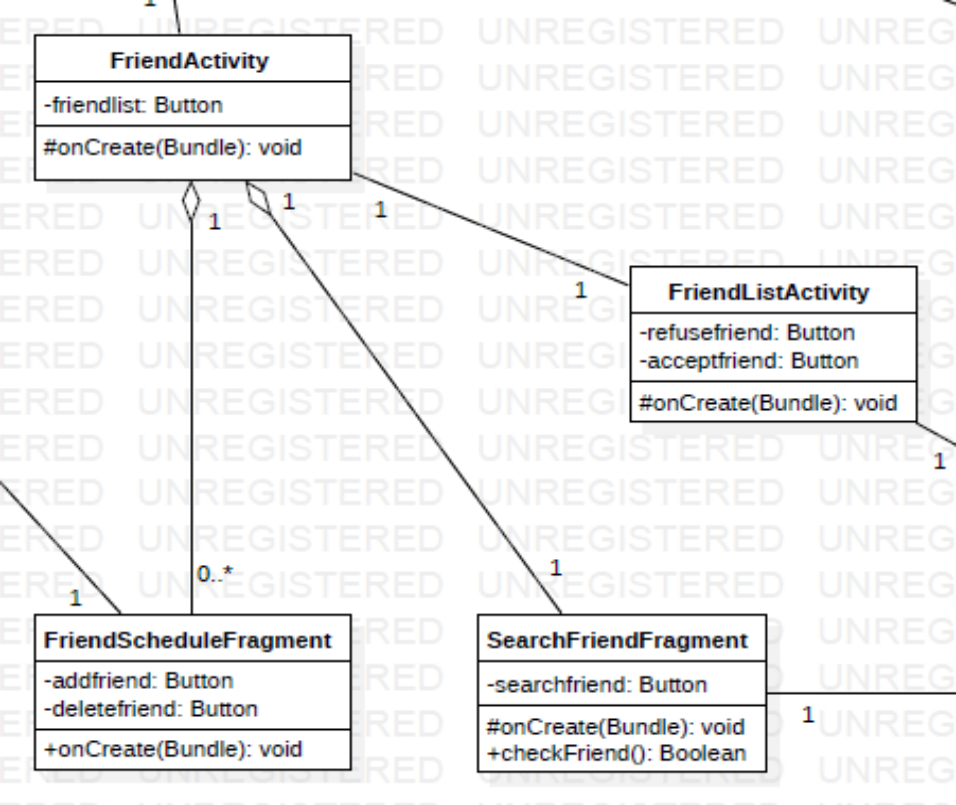 1
FriendActivity
-friendlist: Button
#onCreate(Bundle): void
1
1
1
1
FriendListActivity
-refusefriend: Button
-acceptfriend: Button
#onCreate(Bundle): void
1
0..*
1
1
FriendScheduleFragment
-addfriend: Button
-deletefriend: Button
+onCreate(Bundle): void
SearchFriendFragment
-searchfriend: Button
#onCreate(Bundle): void
+checkFriend(): Boolean
1
UNREGISTERED